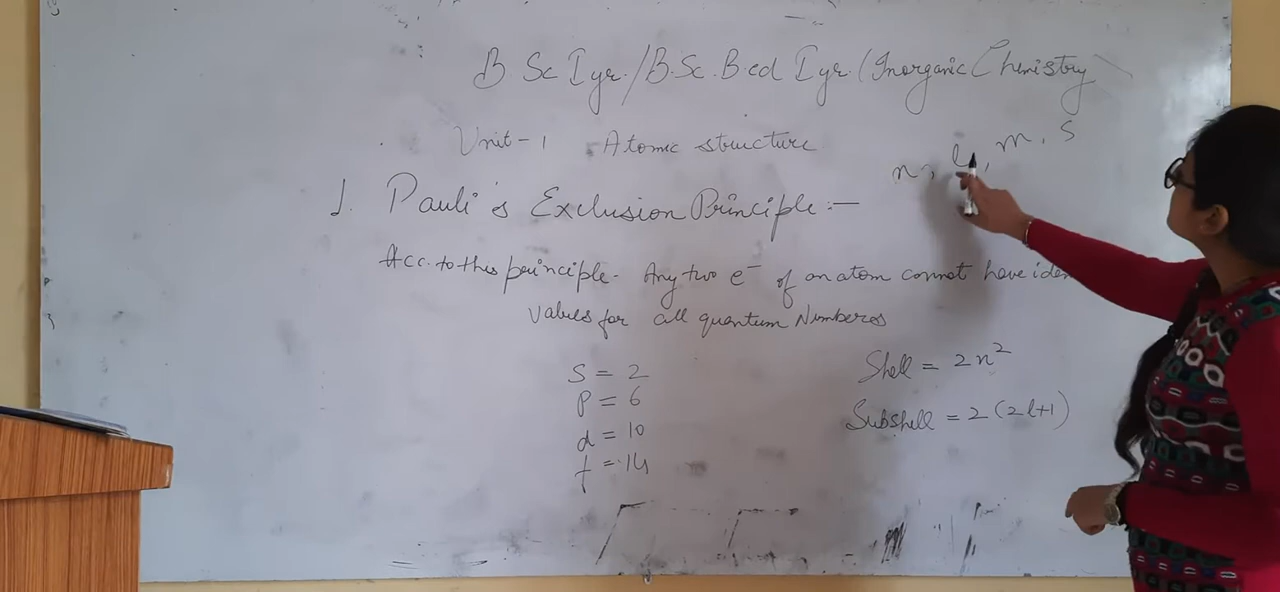 B.Sc I yr. / B.Sc. B.ed I yr. (Inorganic Chemistry
Unit-1 Atomic structure
n, l, m, s
1. Pauli's Exclusion Principle :-
Acc. to this principle. Any two e⁻ of an atom cannot have iden
values for all quantum Numberes
S = 2
P = 6
d = 10
f = 14
Shell = 2n²
Subshell = 2(2l+1)